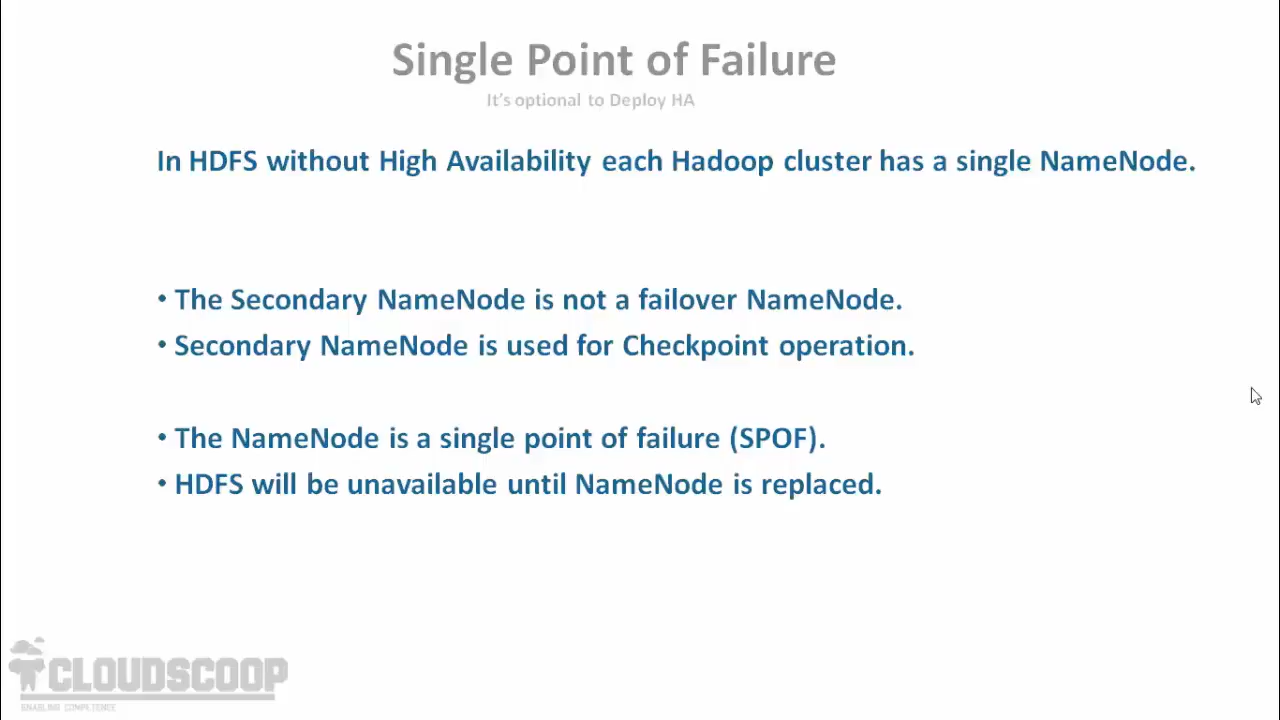 Single Point of Failure
It's optional to Deploy HA
In HDFS without High Availability each Hadoop cluster has a single NameNode.
• The Secondary NameNode is not a failover NameNode.
• Secondary NameNode is used for Checkpoint operation.
• The NameNode is a single point of failure (SPOF).
• HDFS will be unavailable until NameNode is replaced.
CLOUDSCOOP
ENABLING COMPETENCE